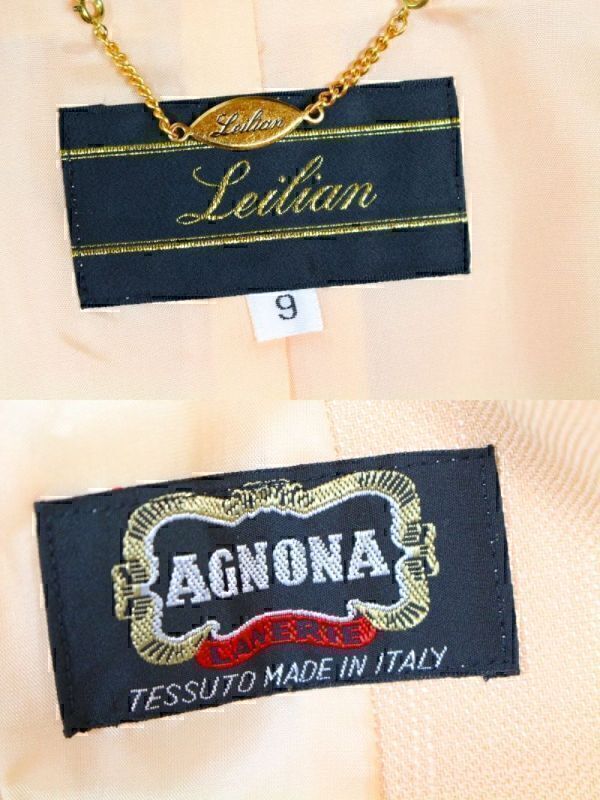 Leilian
Leilian
9
AGNONA
LANERIE
TESSUTO MADE IN ITALY